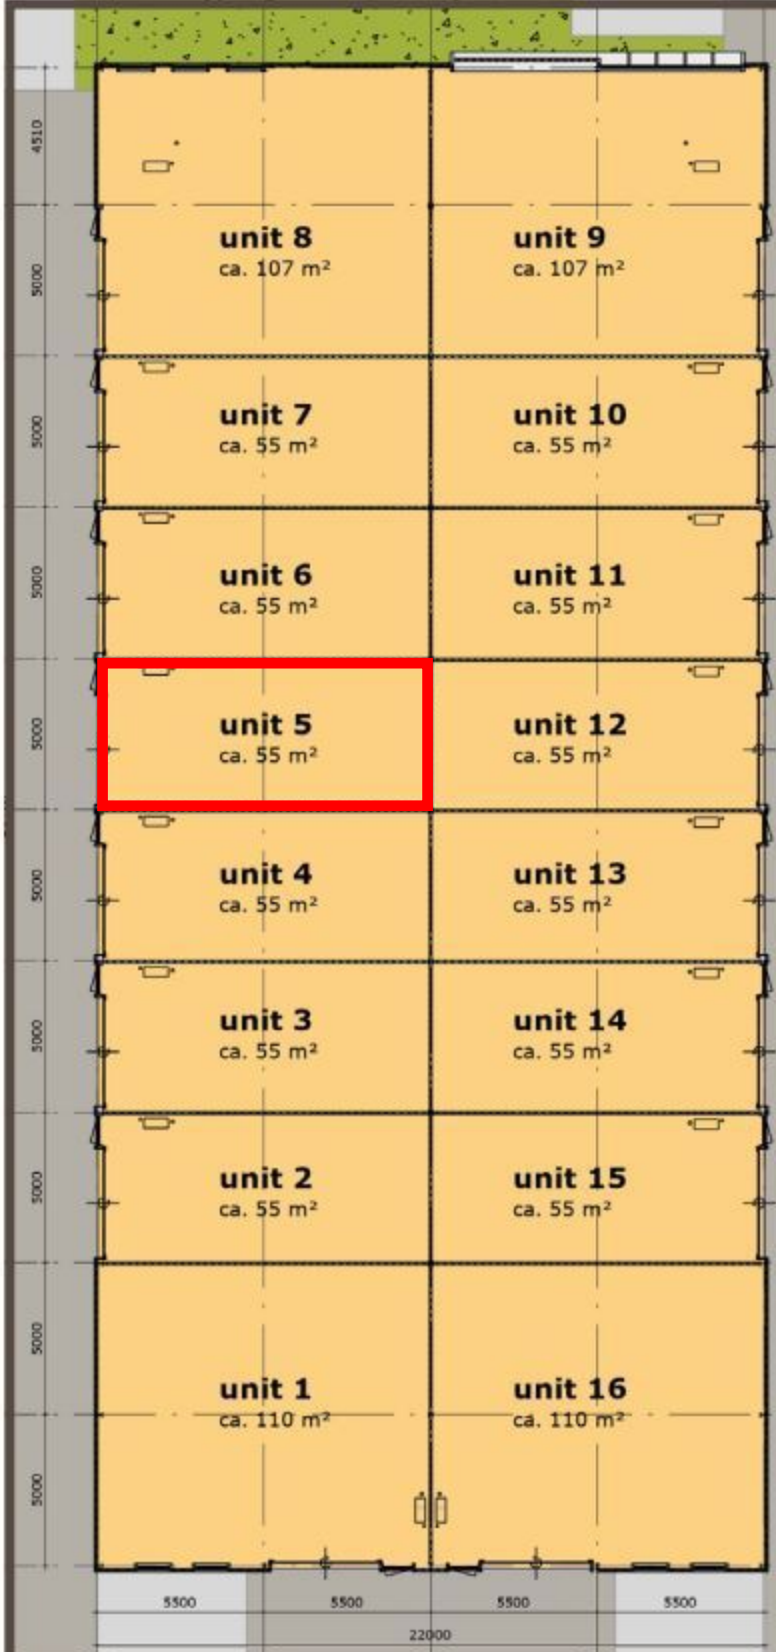 4510
unit 8
ca. 107 m²
unit 9
ca. 107 m²
5000
unit 7
ca. 55 m²
unit 10
ca. 55 m²
5000
unit 6
ca. 55 m²
unit 11
ca. 55 m²
5000
unit 5
ca. 55 m²
unit 12
ca. 55 m²
5000
unit 4
ca. 55 m²
unit 13
ca. 55 m²
5000
unit 3
ca. 55 m²
unit 14
ca. 55 m²
5000
unit 2
ca. 55 m²
unit 15
ca. 55 m²
5000
unit 1
ca. 110 m²
unit 16
ca. 110 m²
5000
5000
5500
5500
5500
5500
22000